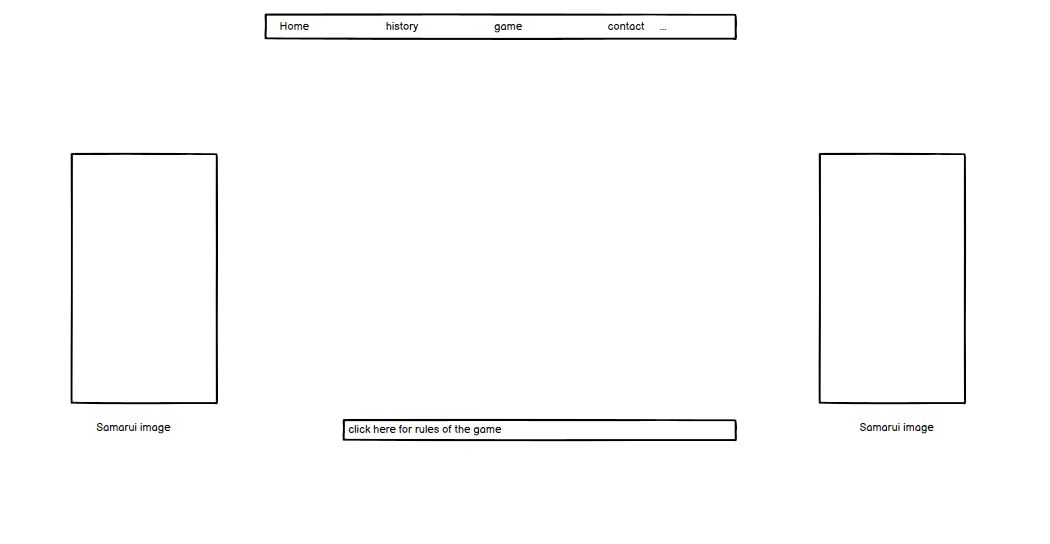 Home history game contact ...
Samarui image
click here for rules of the game
Samarui image